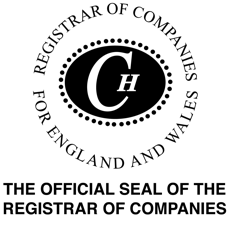 REGISTRAR OF COMPANIES
FOR ENGLAND AND WALES
CH
THE OFFICIAL SEAL OF THE
REGISTRAR OF COMPANIES